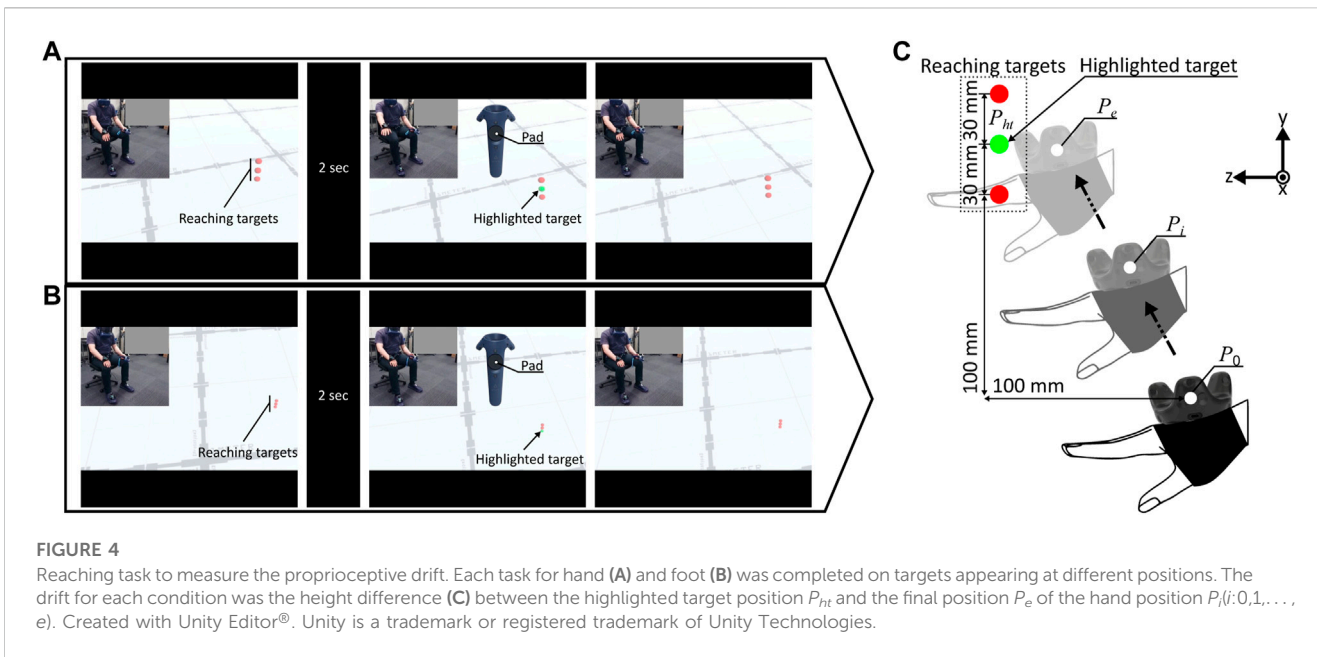 A
2 sec
Pad
Reaching targets
Highlighted target
B
2 sec
Pad
Reaching targets
Highlighted target
C
Reaching targets
Highlighted target
30 mm
30 mm
P_ht
P_e
y
z
x
P_i
P_0
100 mm
100 mm
FIGURE 4
Reaching task to measure the proprioceptive drift. Each task for hand (A) and foot (B) was completed on targets appearing at different positions. The
drift for each condition was the height difference (C) between the highlighted target position P_ht and the final position P_e of the hand position P_i(i:0,1,. . . ,
e). Created with Unity Editor®. Unity is a trademark or registered trademark of Unity Technologies.